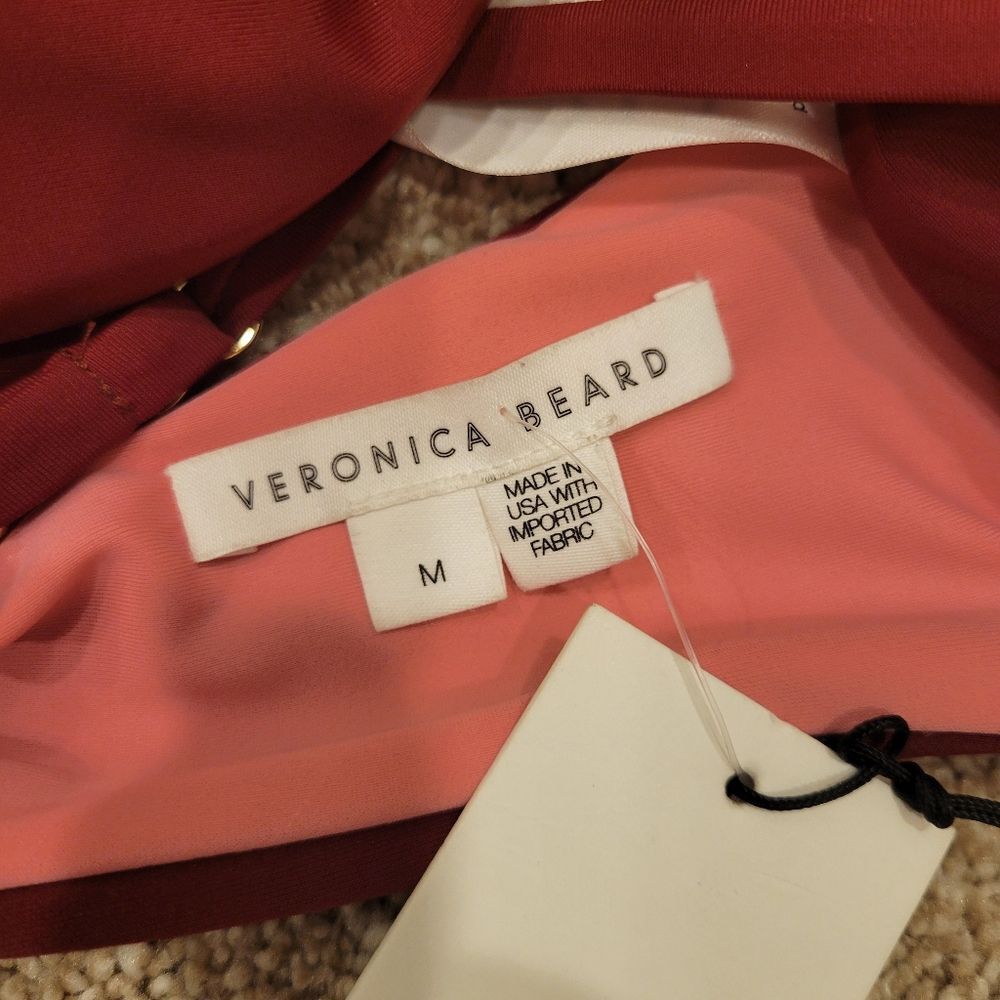 VERONICA BEARD
M
MADE IN
USA WITH
IMPORTED
FABRIC